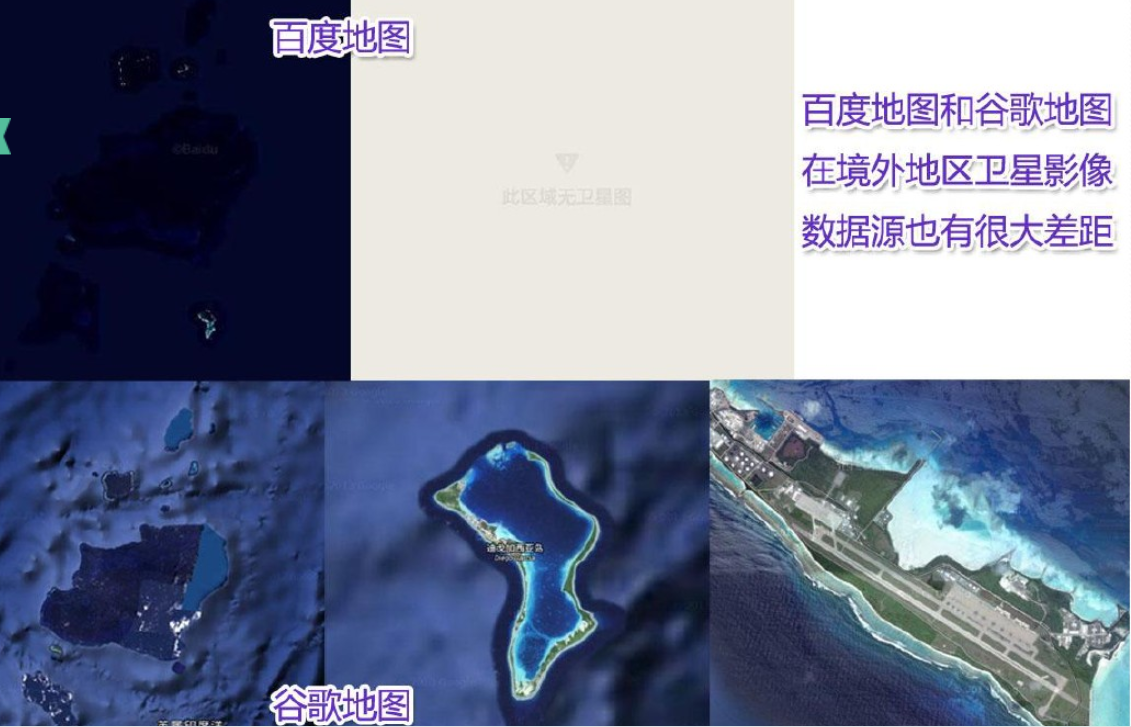 百度地图
©Baidu
此区域无卫星图
百度地图和谷歌地图
在境外地区卫星影像
数据源也有很大差距
迪戈加西亚岛
Diego Garcia
谷歌地图